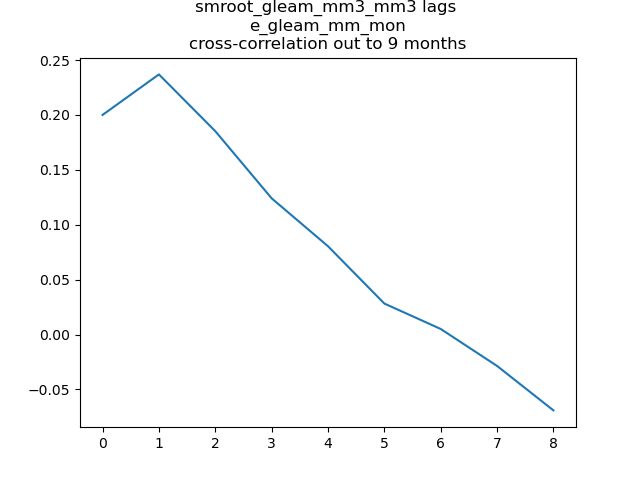 smroot_gleam_mm3_mm3 lags
e_gleam_mm_mon
cross-correlation out to 9 months
0.25
0.20
0.15
0.10
0.05
0.00
−0.05
0 1 2 3 4 5 6 7 8